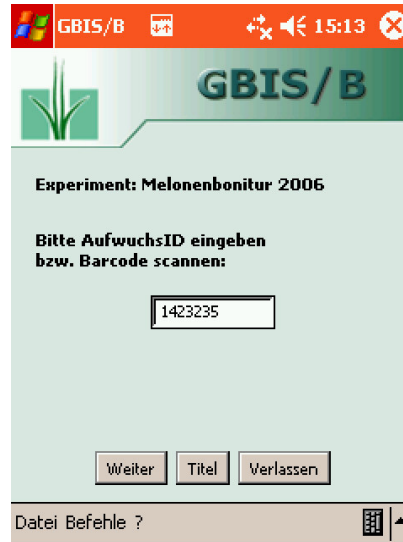 GBIS/B 15:13
GBIS/B
Experiment: Melonenbonitur 2006
Bitte AufwuchsID eingeben
bzw. Barcode scannen:
1423235
Weiter Titel Verlassen
Datei Befehle ?